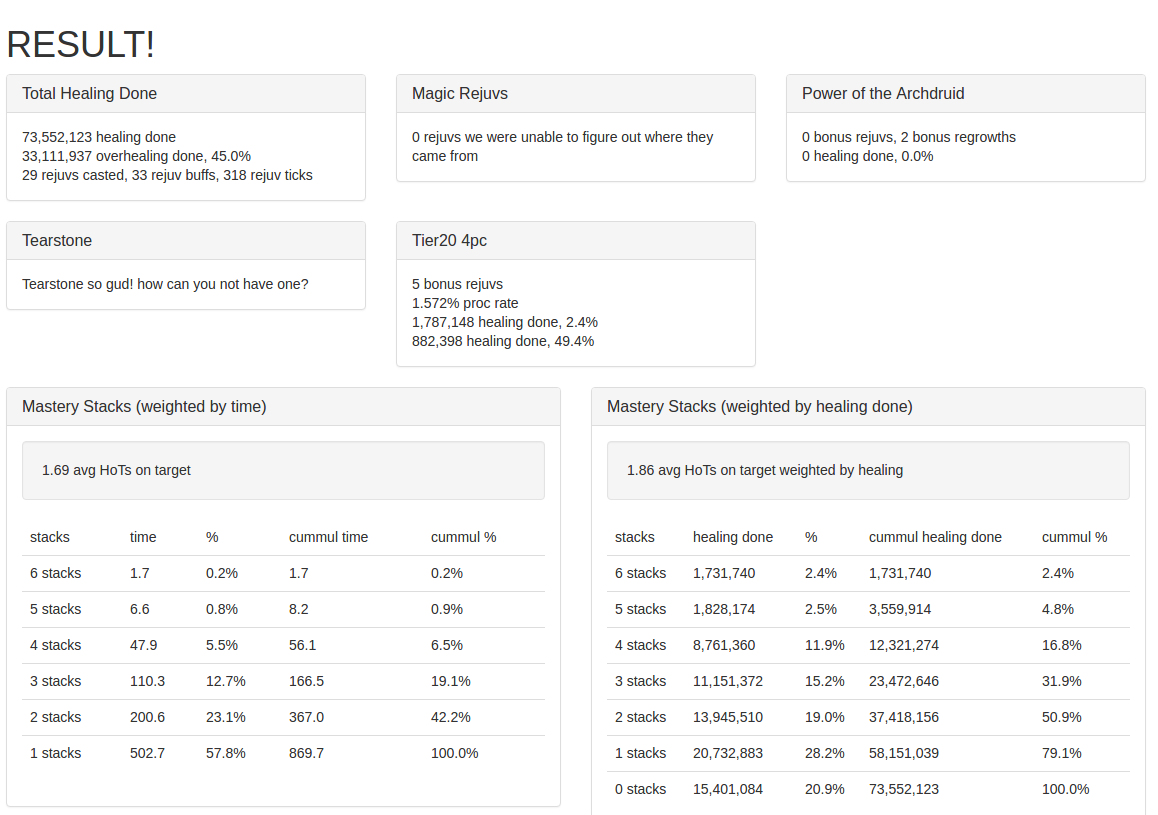 RESULT!
Total Healing Done
73,552,123 healing done
33,111,937 overhealing done, 45.0%
29 rejuvs casted, 33 rejuv buffs, 318 rejuv ticks
Magic Rejuvs
0 rejuvs we were unable to figure out where they
came from
Power of the Archdruid
0 bonus rejuvs, 2 bonus regrowths
0 healing done, 0.0%
Tearstone
Tearstone so gud! how can you not have one?
Tier20 4pc
5 bonus rejuvs
1.572% proc rate
1,787,148 healing done, 2.4%
882,398 healing done, 49.4%
Mastery Stacks (weighted by time)
1.69 avg HoTs on target
stacks time % cummul time cummul %
6 stacks 1.7 0.2% 1.7 0.2%
5 stacks 6.6 0.8% 8.2 0.9%
4 stacks 47.9 5.5% 56.1 6.5%
3 stacks 110.3 12.7% 166.5 19.1%
2 stacks 200.6 23.1% 367.0 42.2%
1 stacks 502.7 57.8% 869.7 100.0%
Mastery Stacks (weighted by healing done)
1.86 avg HoTs on target weighted by healing
stacks healing done % cummul healing done cummul %
6 stacks 1,731,740 2.4% 1,731,740 2.4%
5 stacks 1,828,174 2.5% 3,559,914 4.8%
4 stacks 8,761,360 11.9% 12,321,274 16.8%
3 stacks 11,151,372 15.2% 23,472,646 31.9%
2 stacks 13,945,510 19.0% 37,418,156 50.9%
1 stacks 20,732,883 28.2% 58,151,039 79.1%
0 stacks 15,401,084 20.9% 73,552,123 100.0%